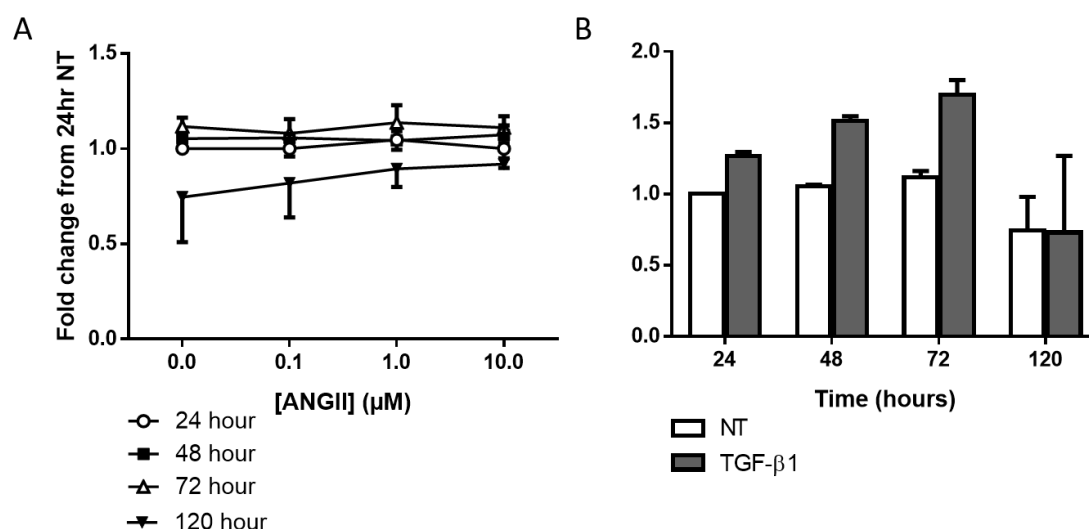 A
Fold change from 24hr NT
1.5
1.0
0.5
0.0
0.0 0.1 1.0 10.0
[ANGII] (µM)
24 hour
48 hour
72 hour
120 hour
B
2.0
1.5
1.0
0.5
0.0
24 48 72 120
Time (hours)
NT
TGF-β1